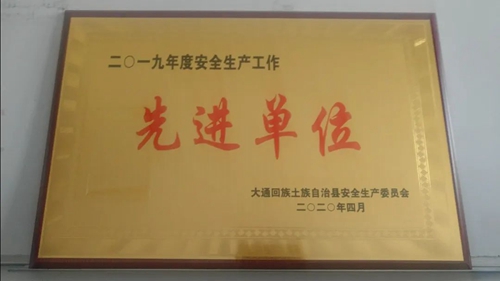 二〇一九年度安全生产工作
先进单位
大通回族土族自治县安全生产委员会
二〇二〇年四月